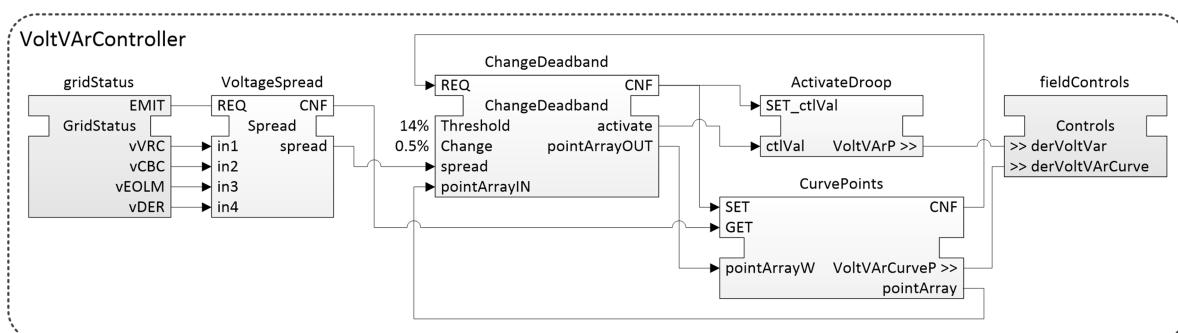 VoltVArController
gridStatus
EMIT
GridStatus
vVRC
vCBC
vEOLM
vDER
VoltageSpread
REQ CNF
Spread
in1 spread
in2
in3
in4
ChangeDeadband
REQ CNF
ChangeDeadband
14% Threshold activate
0.5% Change pointArrayOUT
spread
pointArrayIN
ActivateDroop
SET_ctlVal
ctlVal VoltVArP >>
CurvePoints
SET CNF
GET
pointArrayW VoltVArCurveP >>
pointArray
fieldControls
Controls
>> derVoltVar
>> derVoltVArCurve